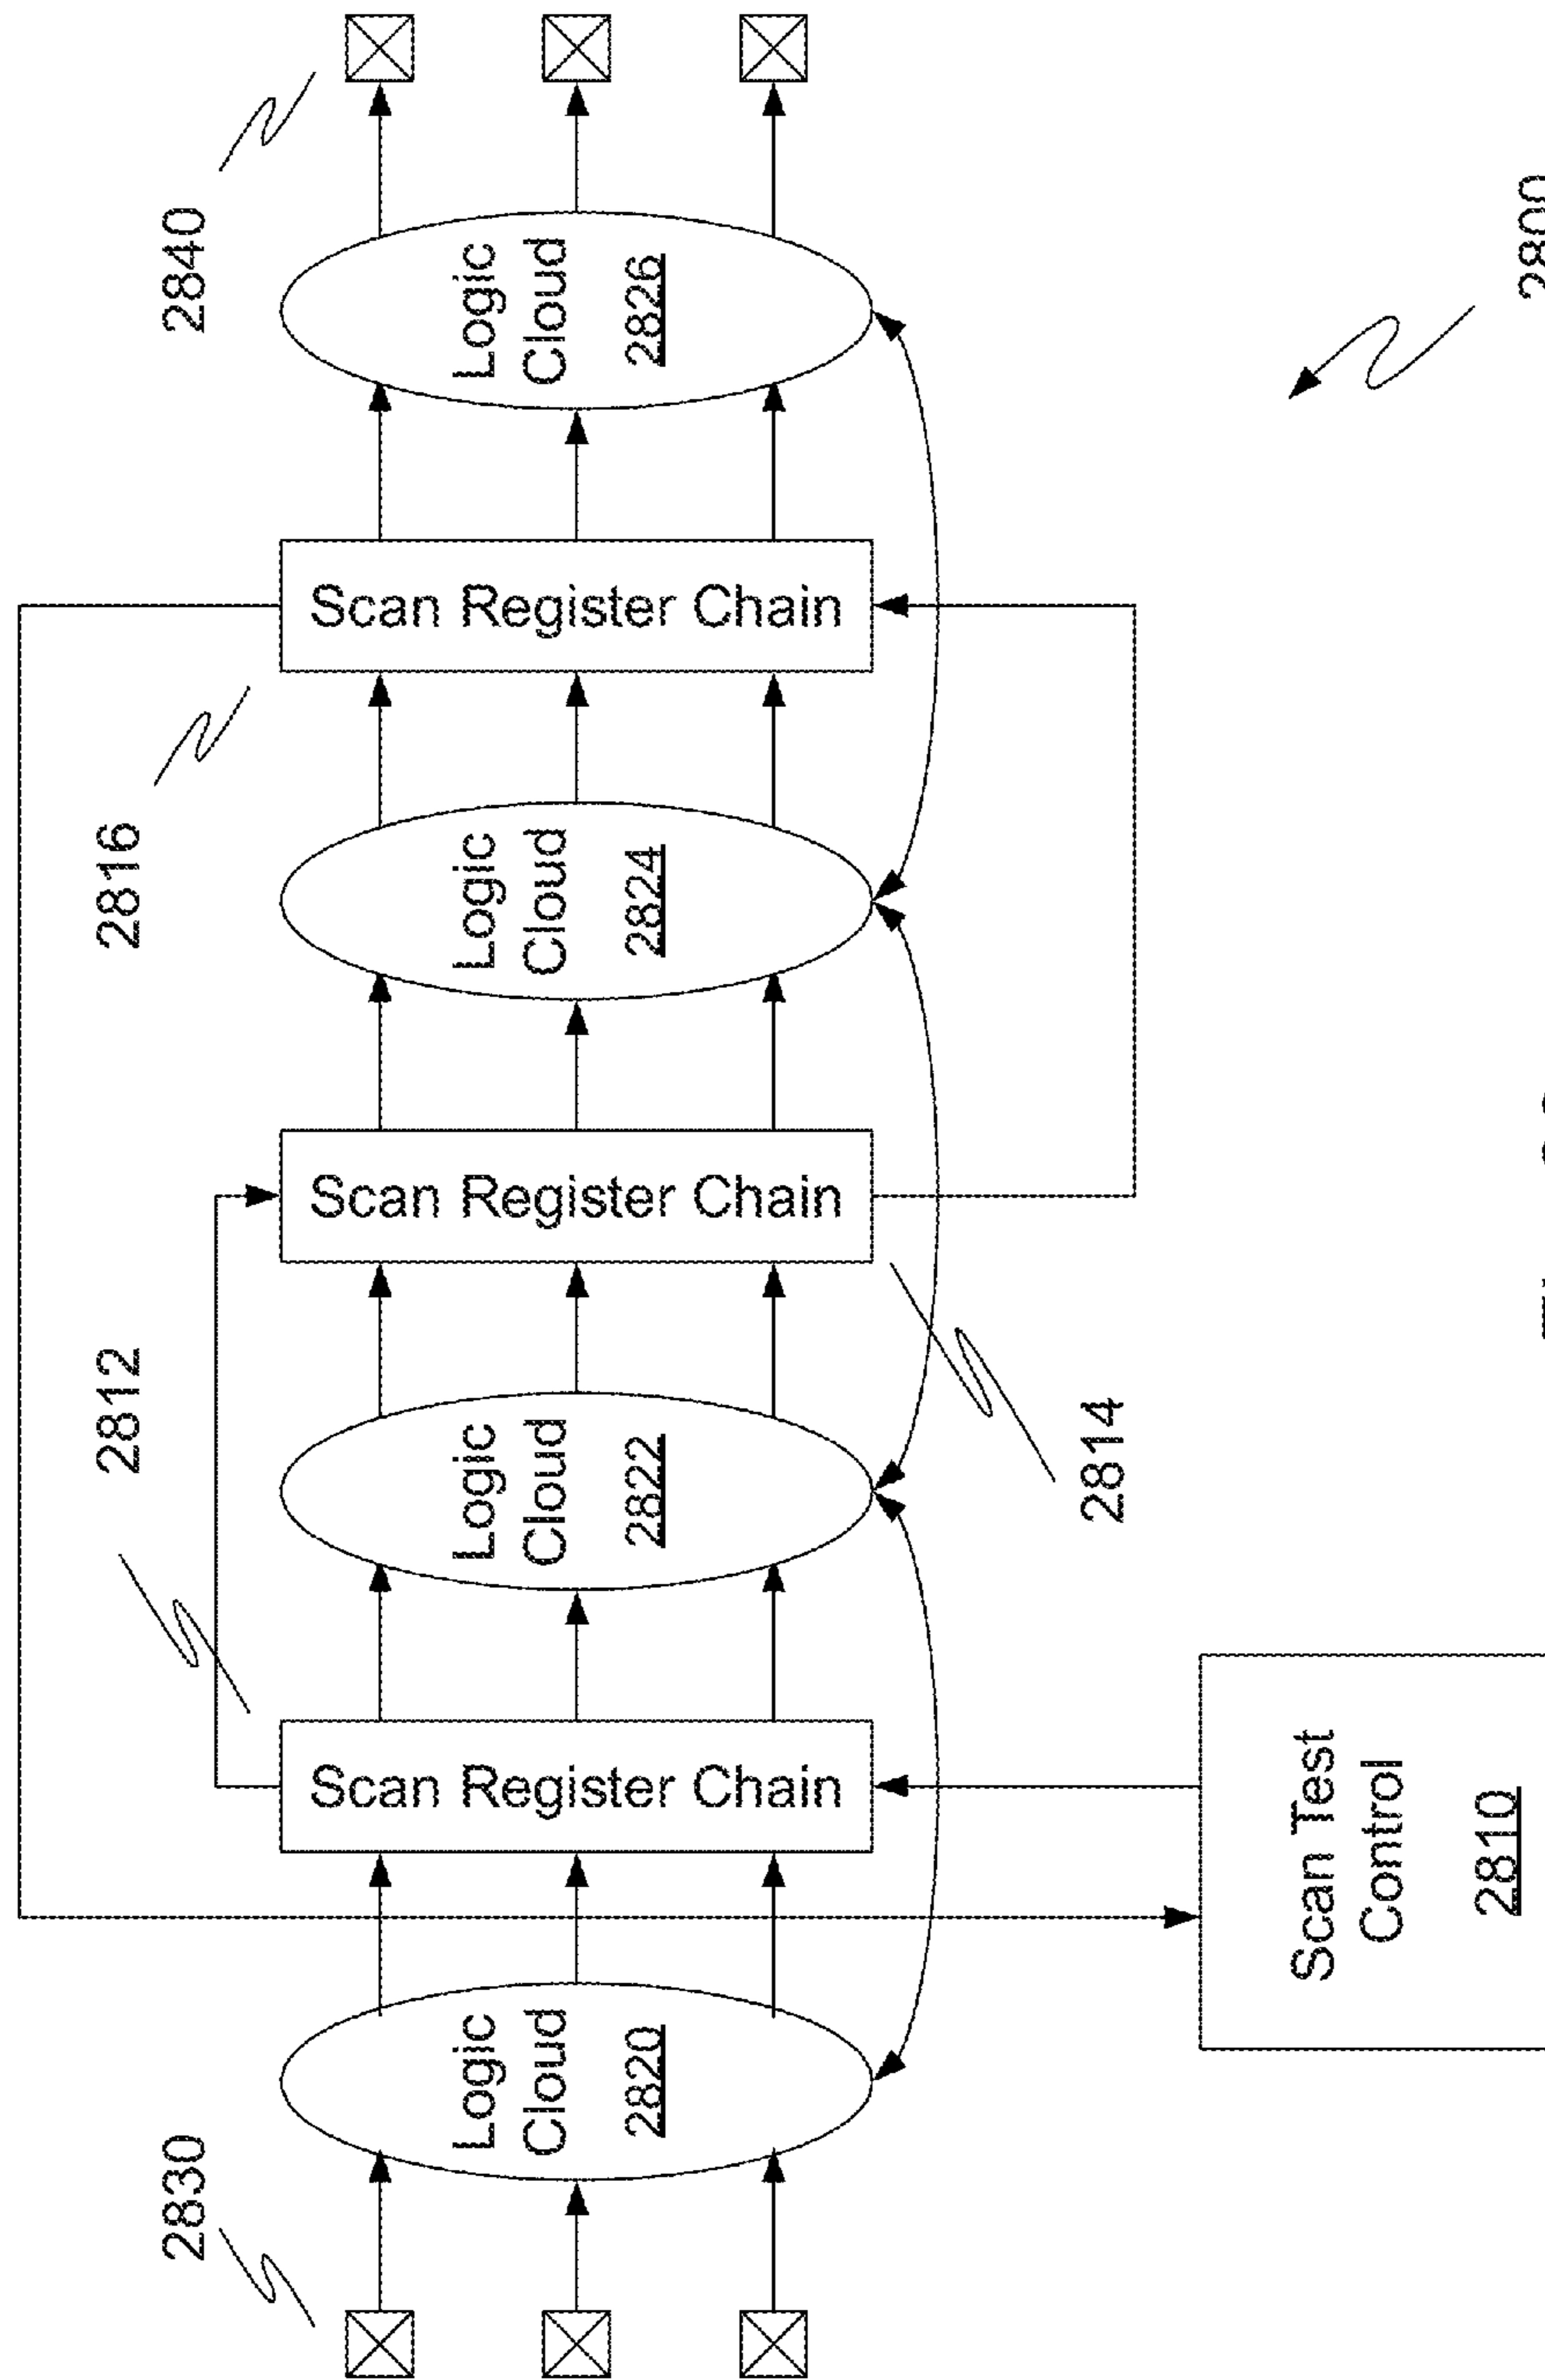 2830
Logic
Cloud
2820
Scan Register Chain
2812
Logic
Cloud
2822
Scan Register Chain
2814
Logic
Cloud
2824
Scan Register Chain
2816
Logic
Cloud
2826
2840
Scan Test
Control
2810
2800